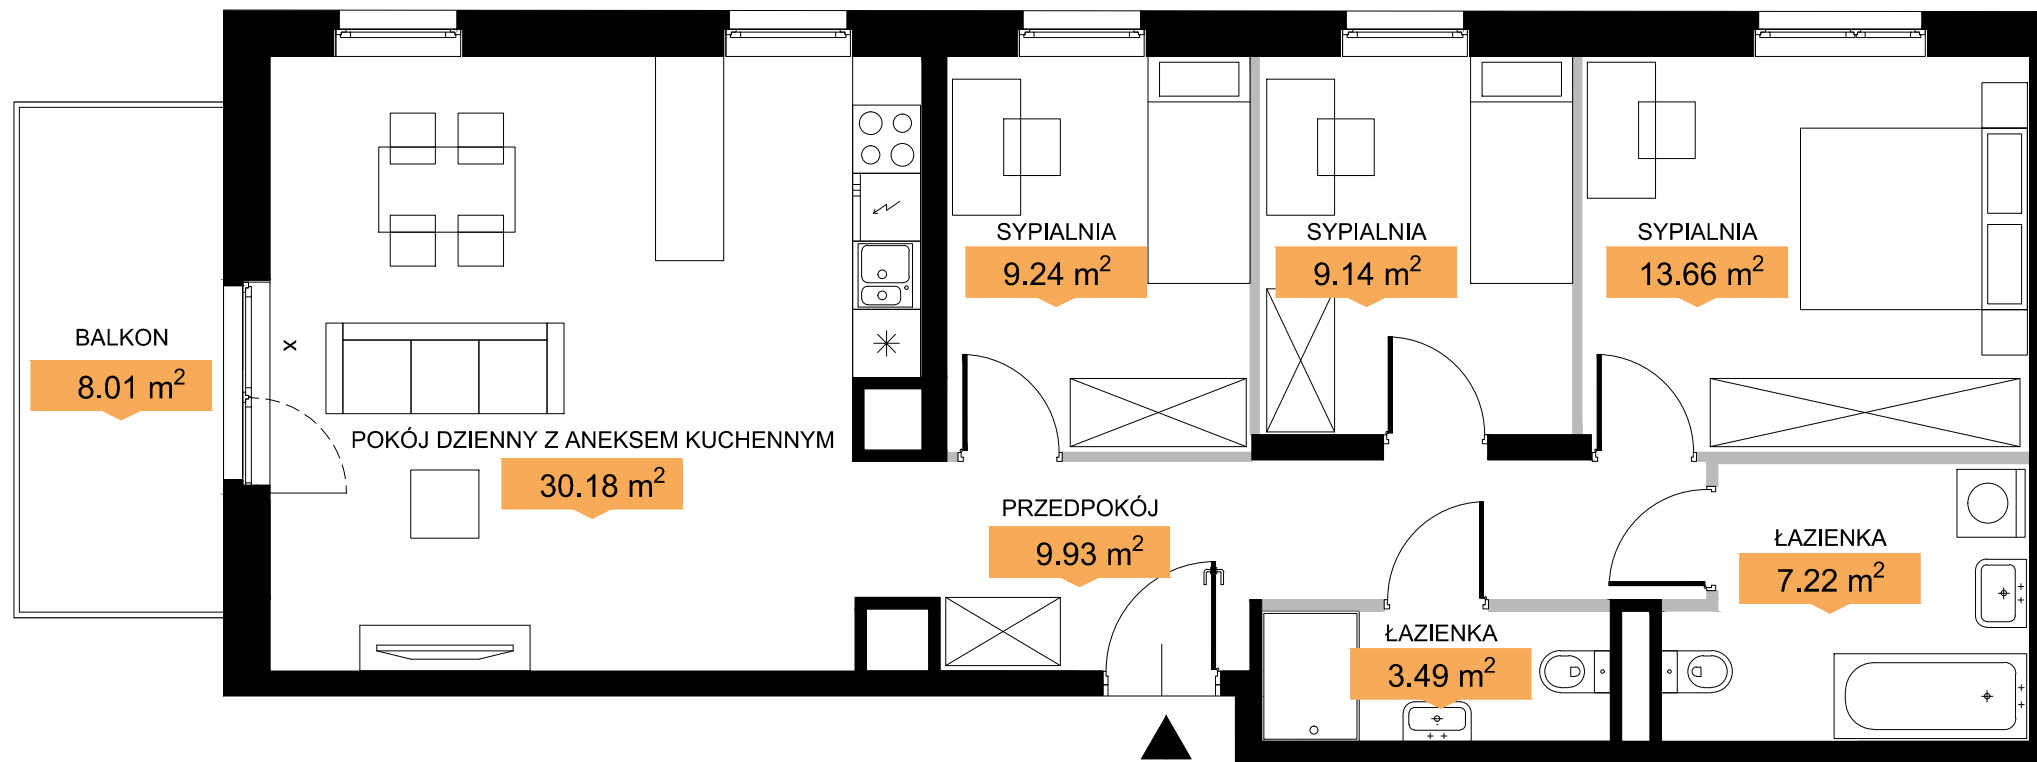 SYPIALNIA
9.24 m²
SYPIALNIA
9.14 m²
SYPIALNIA
13.66 m²
BALKON
8.01 m²
x
POKÓJ DZIENNY Z ANEKSEM KUCHENNYM
30.18 m²
PRZEDPOKÓJ
9.93 m²
ŁAZIENKA
7.22 m²
ŁAZIENKA
3.49 m²